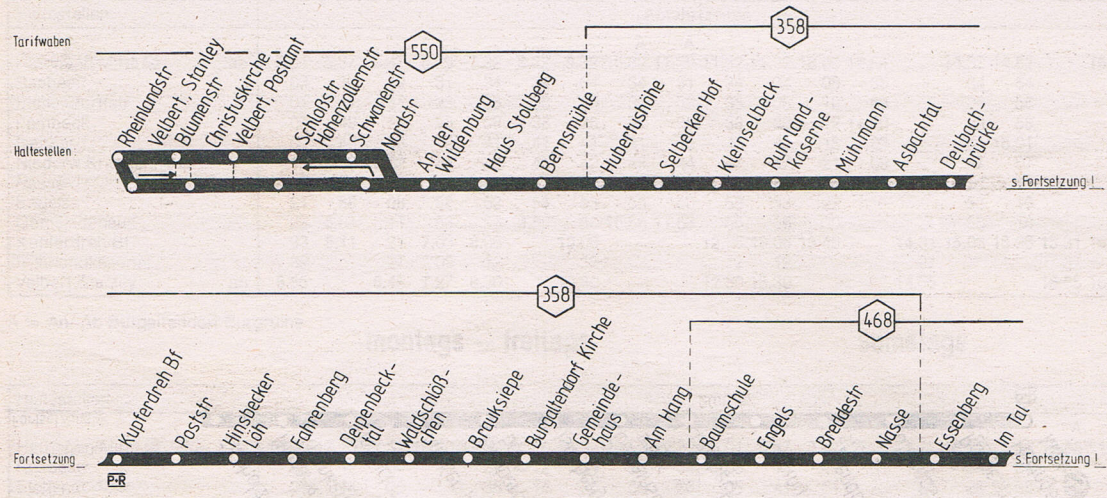 Tarifwaben
550
358
Rheinlandstr
Velbert, Stanley
Blumenstr
Christuskirche
Velbert, Postamt
Schloßstr
Hohenzollernstr
Schwanenstr
Nordstr
An der
Wildenburg
Haus Stollberg
Bernsmühle
Hubertushöhe
Selbecker Hof
Kleinselbeck
Ruhrland-
kaserne
Mühlmann
Asbachtal
Deilbach-
brücke
Haltestellen
s.Fortsetzung !
358
468
Kupferdreh Bf
Poststr
Hinsbecker
Löh
Fahrenberg
Deipenbeck-
tal
Waldschlöß-
chen
Brauksiepe
Burgaltendorf Kirche
Gemeinde-
haus
Am Hang
Baumschule
Engels
Breddestr
Nase
Essenberg
Im Tal
Fortsetzung
s.Fortsetzung !
P+R